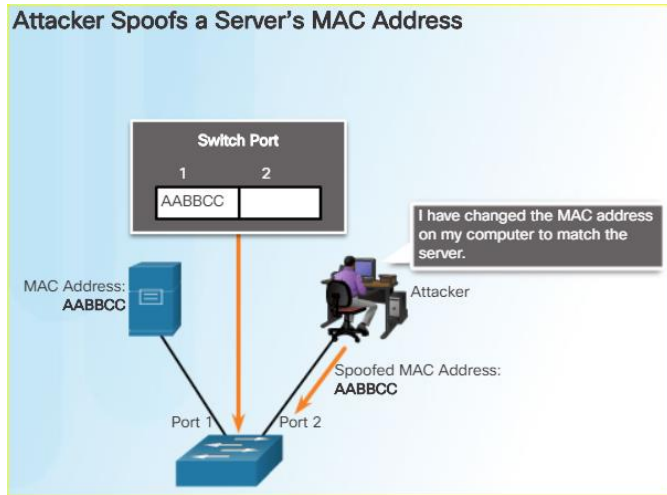 Attacker Spoofs a Server's MAC Address
Switch Port
1 2
AABBCC
I have changed the MAC address
on my computer to match the
server.
MAC Address:
AABBCC
Attacker
Spoofed MAC Address:
AABBCC
Port 1
Port 2